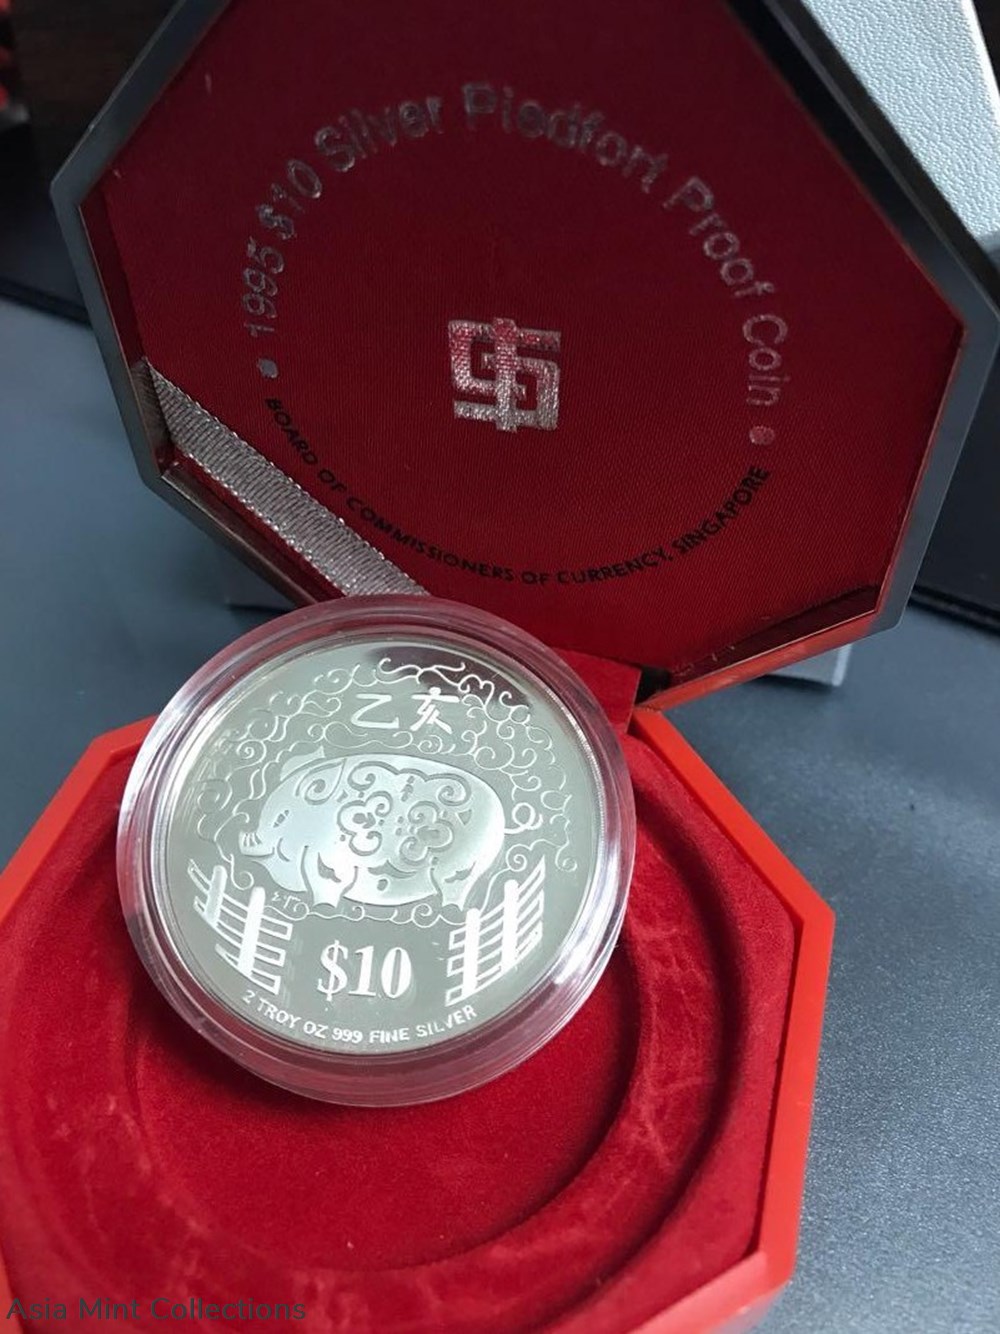 • 1995 $10 Silver Piedfort Proof Coin •
BOARD OF COMMISSIONERS OF CURRENCY, SINGAPORE
乙亥
$10
2 TROY OZ 999 FINE SILVER
Asia Mint Collections